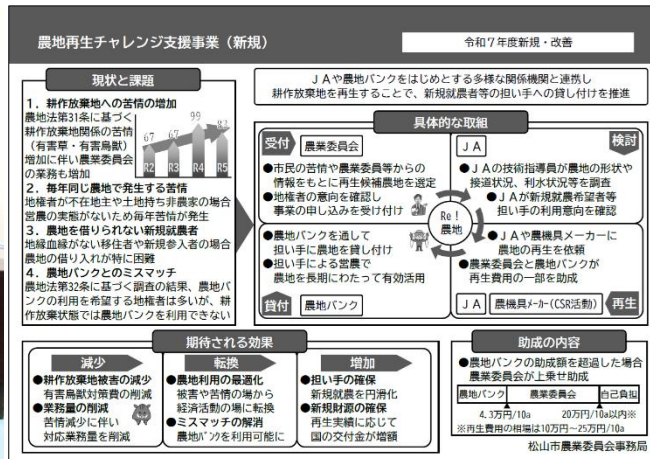 農地再生チャレンジ支援事業(新規)
令和7年度新規・改善
現状と課題
1.耕作放棄地への苦情の増加
農地法第31条に基づく
耕作放棄地関係の苦情
(有害草・有害鳥獣)
増加に伴い農業委員会
の業務も増加
67
67
99
82
R2
R3
R4
R5
2.毎年同じ農地で発生する苦情
地権者が不在地主や土地持ち非農家の場合
営農の実態がないため毎年苦情が発生
3.農地を借りられない新規就農者
地縁血縁がない移住者や新規参入者の場合
農地の借り入れが特に困難
4.農地バンクとのミスマッチ
農地法第32条に基づく調査の結果、農地バ
ンクの利用を希望する地権者は多いが、耕
作放棄状態では農地バンクを利用できない
JAや農地バンクをはじめとする多様な関係機関と連携し
耕作放棄地を再生することで、新規就農者等の担い手への貸し付けを推進
具体的な取組
受付
農業委員会
●市民の苦情や農業委員等からの
情報をもとに再生候補農地を選定
●地権者の意向を確認し
事業の申し込みを受け付け
JA
検討
●JAの技術指導員が農地の形状や
接道状況、利水状況等を調査
●JAが新規就農希望者等
担い手の利用意向を確認
Re!
農地
●農地バンクを通して
担い手に農地を貸し付け
●担い手による営農で
農地を長期にわたって有効活用
貸付
農地バンク
●JAや農機具メーカーに
農地の再生を依頼
●農業委員会と農地バンクが
再生費用の一部を助成
JA
農機具メーカー(CSR活動)
再生
期待される効果
減少
●耕作放棄地被害の減少
有害鳥獣対策費の削減
●業務量の削減
苦情減少に伴い
対応業務量を削減
転換
●農地利用の最適化
被害や苦情の場から
経済活動の場に転換
●ミスマッチの解消
農地バンクを利用可能に
増加
●担い手の確保
新規就農を円滑化
●新規財源の確保
再生実績に応じて
国の交付金が増額
助成の内容
●農地バンクの助成額を超過した場合
農業委員会が上乗せ助成
農地バンク
農業委員会
自己負担
4.3万円/10a
20万円/10a以内※
※再生費用の相場は10万円~25万円/10a
松山市農業委員会事務局